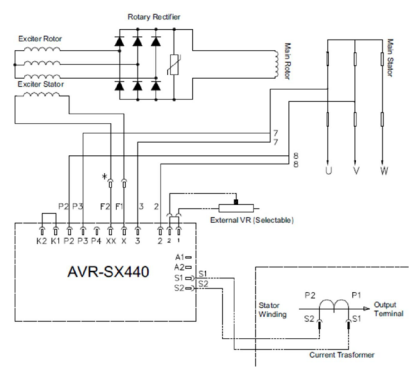 Rotary Rectifier
Exciter Rotor
Main Rotor
Main Stator
Exciter Stator
7
7
8
8
U V W
* 
P2 P3 F2 F1 3 2
External VR (Selectable)
K2 K1 P2 P3 P4 XX X 3 2 2 1
AVR-SX440
A1
A2
S1 S1
S2 S2
Stator
Winding
P2 P1
Output
Terminal
S2 S1
Current Trasformer